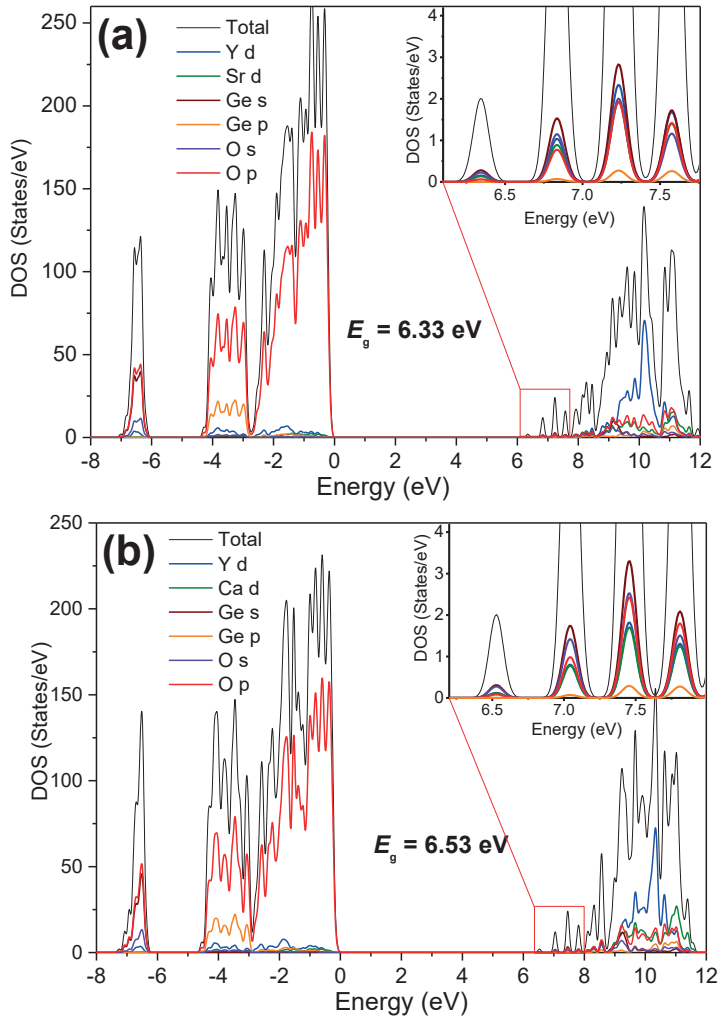 (a)
Total
Y d
Sr d
Ge s
Ge p
O s
O p
DOS (States/eV)
250
200
150
100
50
0
-8 -6 -4 -2 0 2 4 6 8 10 12
Energy (eV)
E_g = 6.33 eV
DOS (States/eV)
4
3
2
1
0
6.5 7.0 7.5
Energy (eV)
(b)
Total
Y d
Ca d
Ge s
Ge p
O s
O p
DOS (States/eV)
250
200
150
100
50
0
-8 -6 -4 -2 0 2 4 6 8 10 12
Energy (eV)
E_g = 6.53 eV
DOS (States/eV)
4
3
2
1
0
6.5 7.0 7.5
Energy (eV)